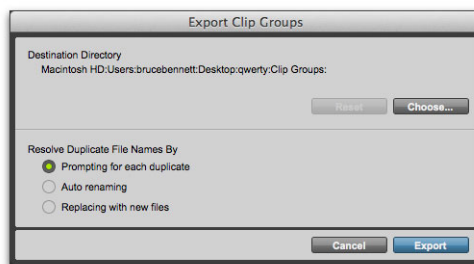 Export Clip Groups
Destination Directory
Macintosh HD:Users:brucebennett:Desktop:qwerty:Clip Groups:
Reset
Choose...
Resolve Duplicate File Names By
Prompting for each duplicate
Auto renaming
Replacing with new files
Cancel
Export